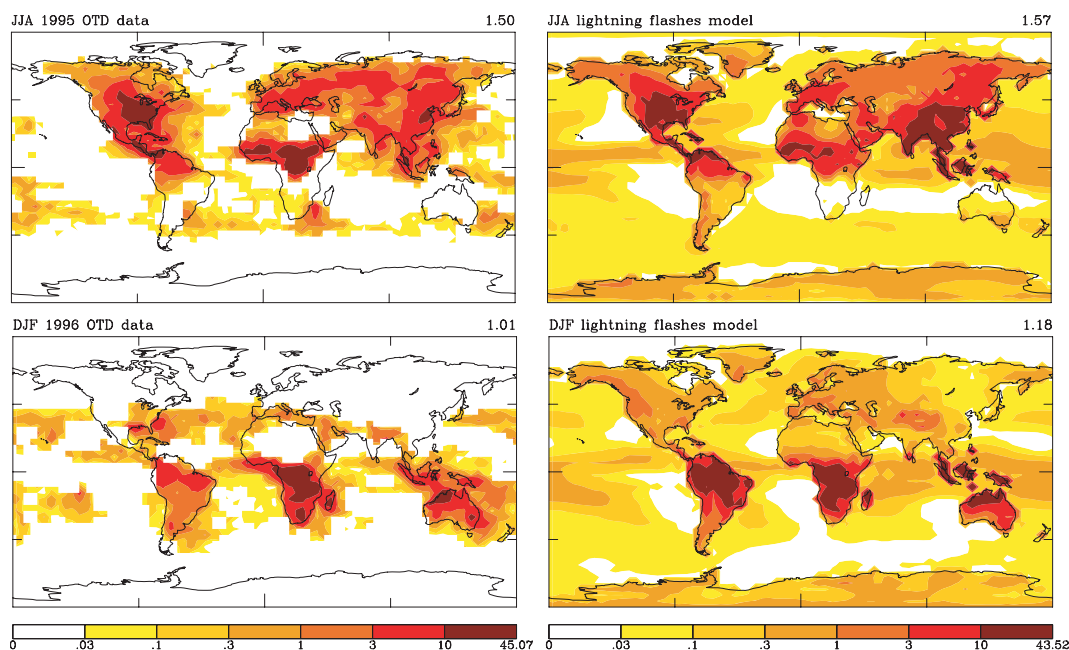 JJA 1995 OTD data 1.50
JJA lightning flashes model 1.57
DJF 1996 OTD data 1.01
DJF lightning flashes model 1.18
0 .03 .1 .3 1 3 10 45.07
0 .03 .1 .3 1 3 10 43.52